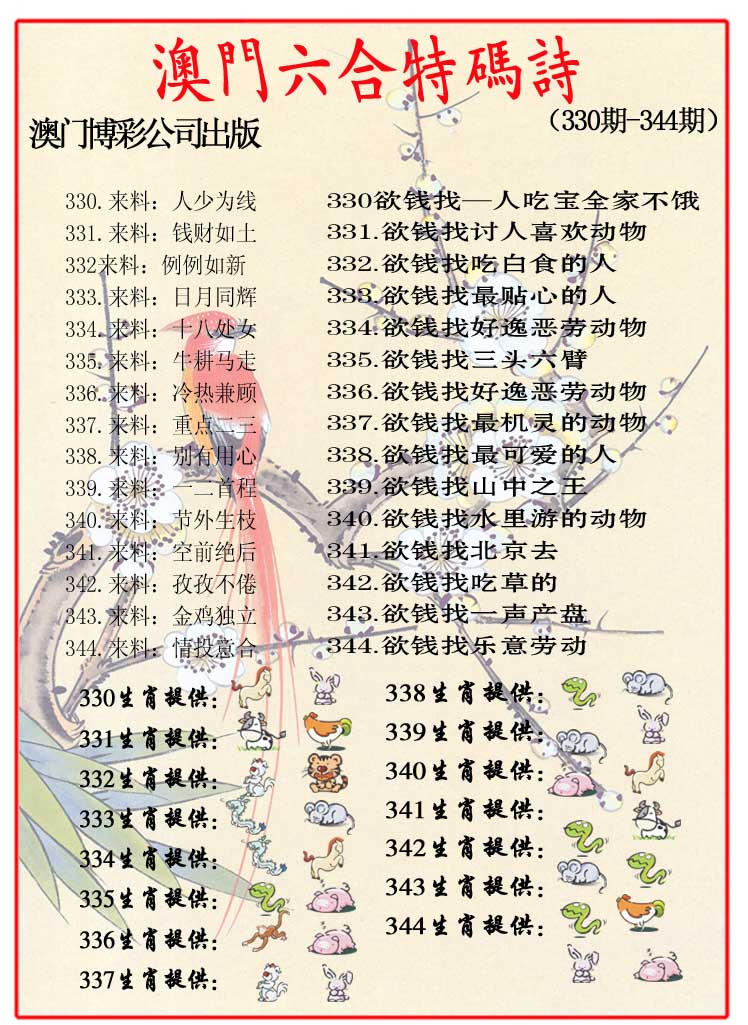 澳門六合特碼詩
澳门博彩公司出版
（330期-344期）
330.来料：人少为线
330欲钱找一人吃宝全家不饿
331.来料：钱财如土
331.欲钱找讨人喜欢动物
332来料：例例如新
332.欲钱找吃白食的人
333.来料：日月同辉
333.欲钱找最贴心的人
334.来料：十八处女
334.欲钱找好逸恶劳动物
335.来料：牛耕马走
335.欲钱找三头六臂
336.来料：冷热兼顾
336.欲钱找好逸恶劳动物
337.来料：重点二三
337.欲钱找最机灵的动物
338.来料：别有用心
338.欲钱找最可爱的人
339.来料：一二首程
339.欲钱找山中之王
340.来料：节外生枝
340.欲钱找水里游的动物
341.来料：空前绝后
341.欲钱找北京去
342.来料：孜孜不倦
342.欲钱找吃草的
343.来料：金鸡独立
343.欲钱找一声产盘
344.来料：情投意合
344.欲钱找乐意劳动
330生肖提供：
331生肖提供：
332生肖提供：
333生肖提供：
334生肖提供：
335生肖提供：
336生肖提供：
337生肖提供：
338生肖提供：
339生肖提供：
340生肖提供：
341生肖提供：
342生肖提供：
343生肖提供：
344生肖提供：